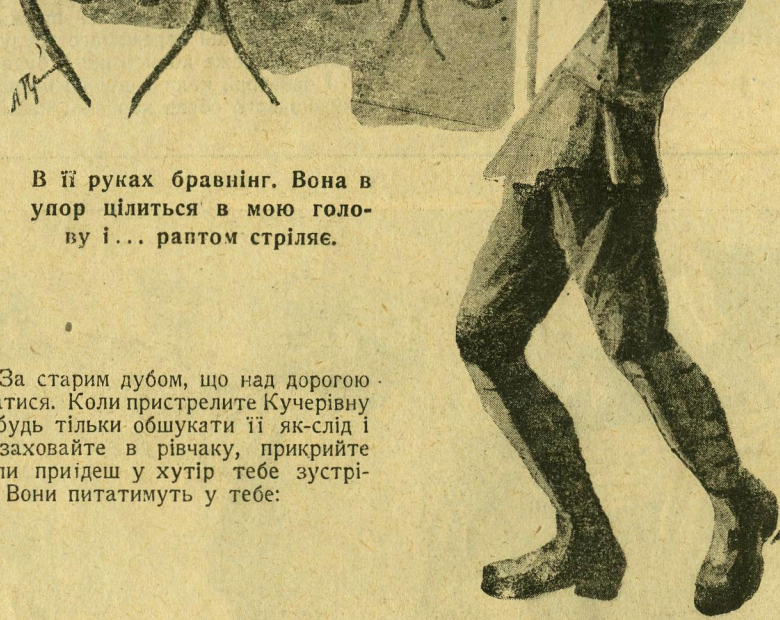 В її руках бравнінг. Вона в
упор цілиться в мою голо-
ву і... раптом стріляє.
За старим дубом, що над дорогою
атися. Коли пристрелите Кучерівну
будь тільки обшукати її як-слід і
заховайте в рівчаку, прикрийте
ли приїдеш у хутір тебе зустрі-
Вони питатимуть у тебе: